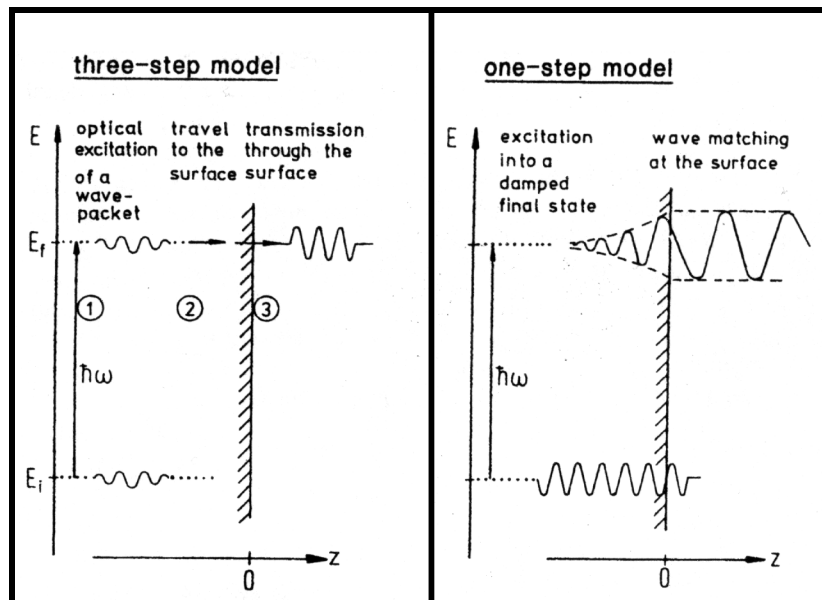 three-step model
E
optical
excitation
of a
wave-
packet
travel
to the
surface
transmission
through the
surface
E_f
① ② ③
ħω
E_i
0
z
one-step model
E
excitation
into a
damped
final state
wave matching
at the surface
ħω
0
z